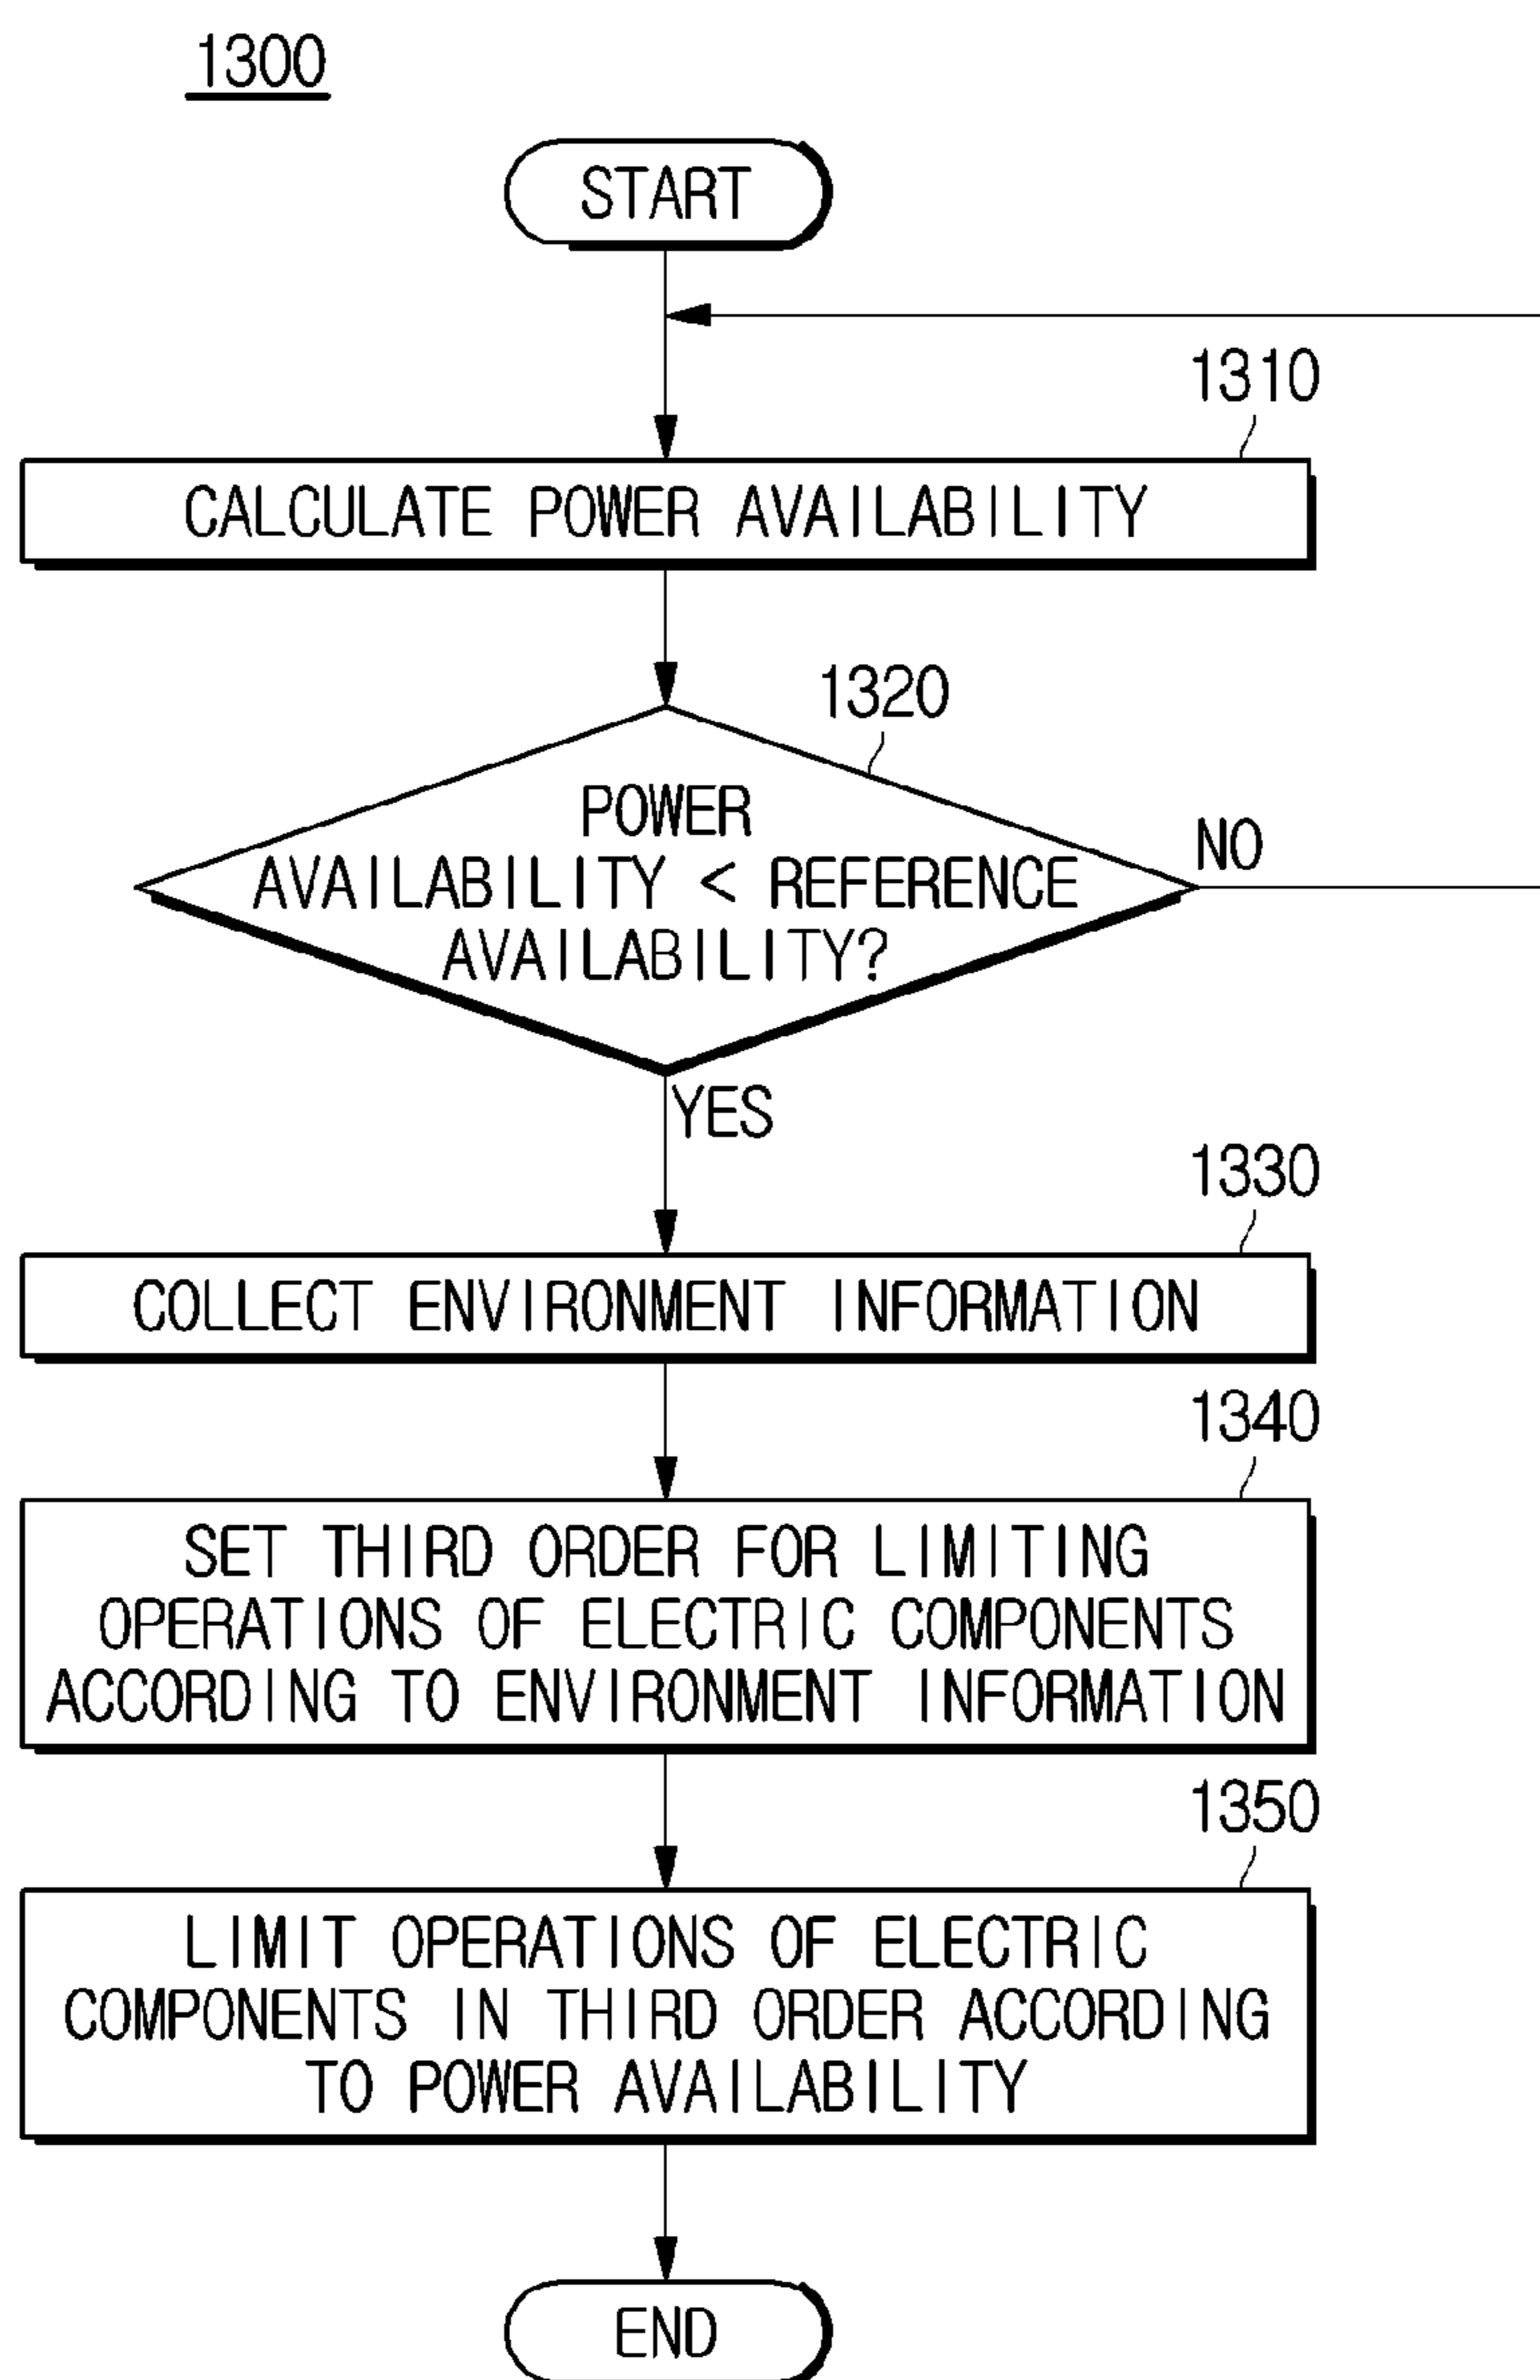 1300
START
1310
CALCULATE POWER AVAILABILITY
1320
POWER
AVAILABILITY < REFERENCE
AVAILABILITY?
NO
YES
1330
COLLECT ENVIRONMENT INFORMATION
1340
SET THIRD ORDER FOR LIMITING
OPERATIONS OF ELECTRIC COMPONENTS
ACCORDING TO ENVIRONMENT INFORMATION
1350
LIMIT OPERATIONS OF ELECTRIC
COMPONENTS IN THIRD ORDER ACCORDING
TO POWER AVAILABILITY
END